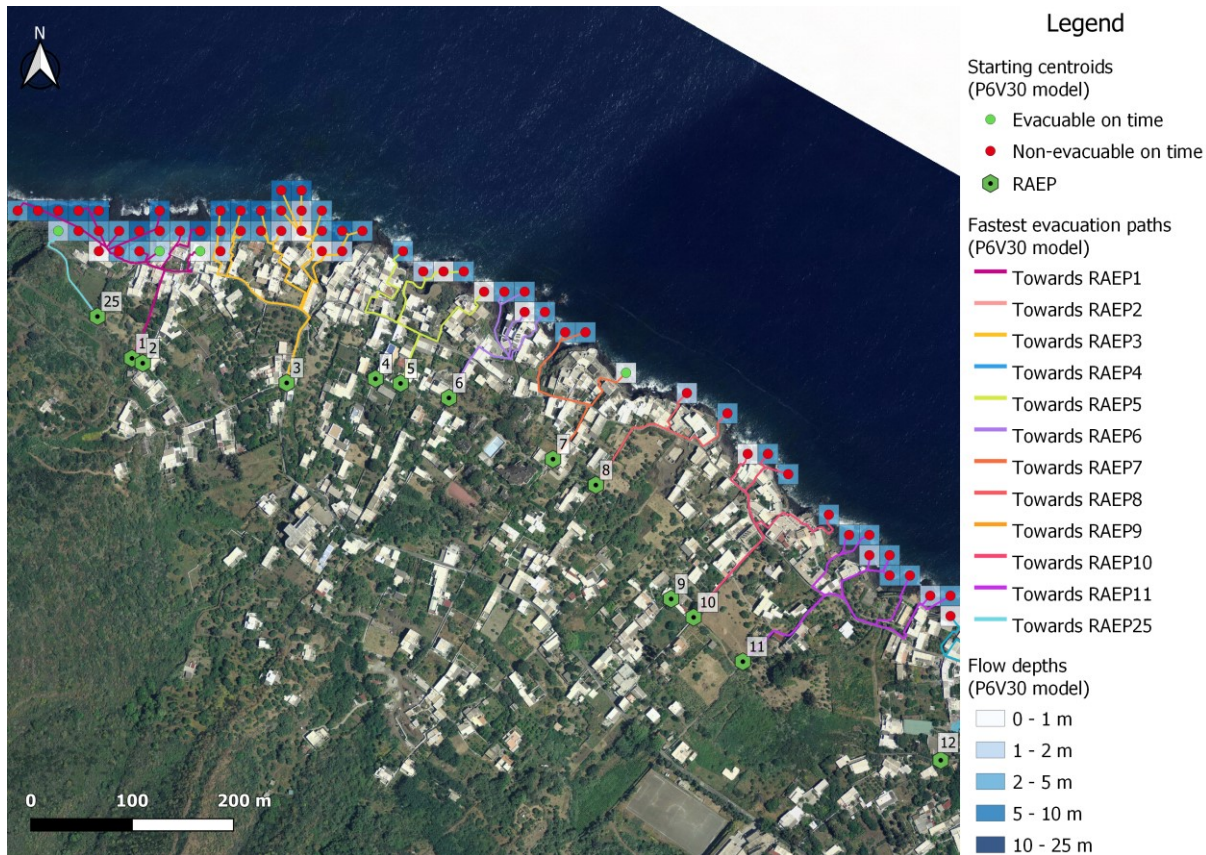 N
25
1
2
3
4
5
6
7
8
9
10
11
12
0 100 200 m
Legend
Starting centroids
(P6V30 model)
Evacuable on time
Non-evacuable on time
RAEP
Fastest evacuation paths
(P6V30 model)
Towards RAEP1
Towards RAEP2
Towards RAEP3
Towards RAEP4
Towards RAEP5
Towards RAEP6
Towards RAEP7
Towards RAEP8
Towards RAEP9
Towards RAEP10
Towards RAEP11
Towards RAEP25
Flow depths
(P6V30 model)
0 - 1 m
1 - 2 m
2 - 5 m
5 - 10 m
10 - 25 m